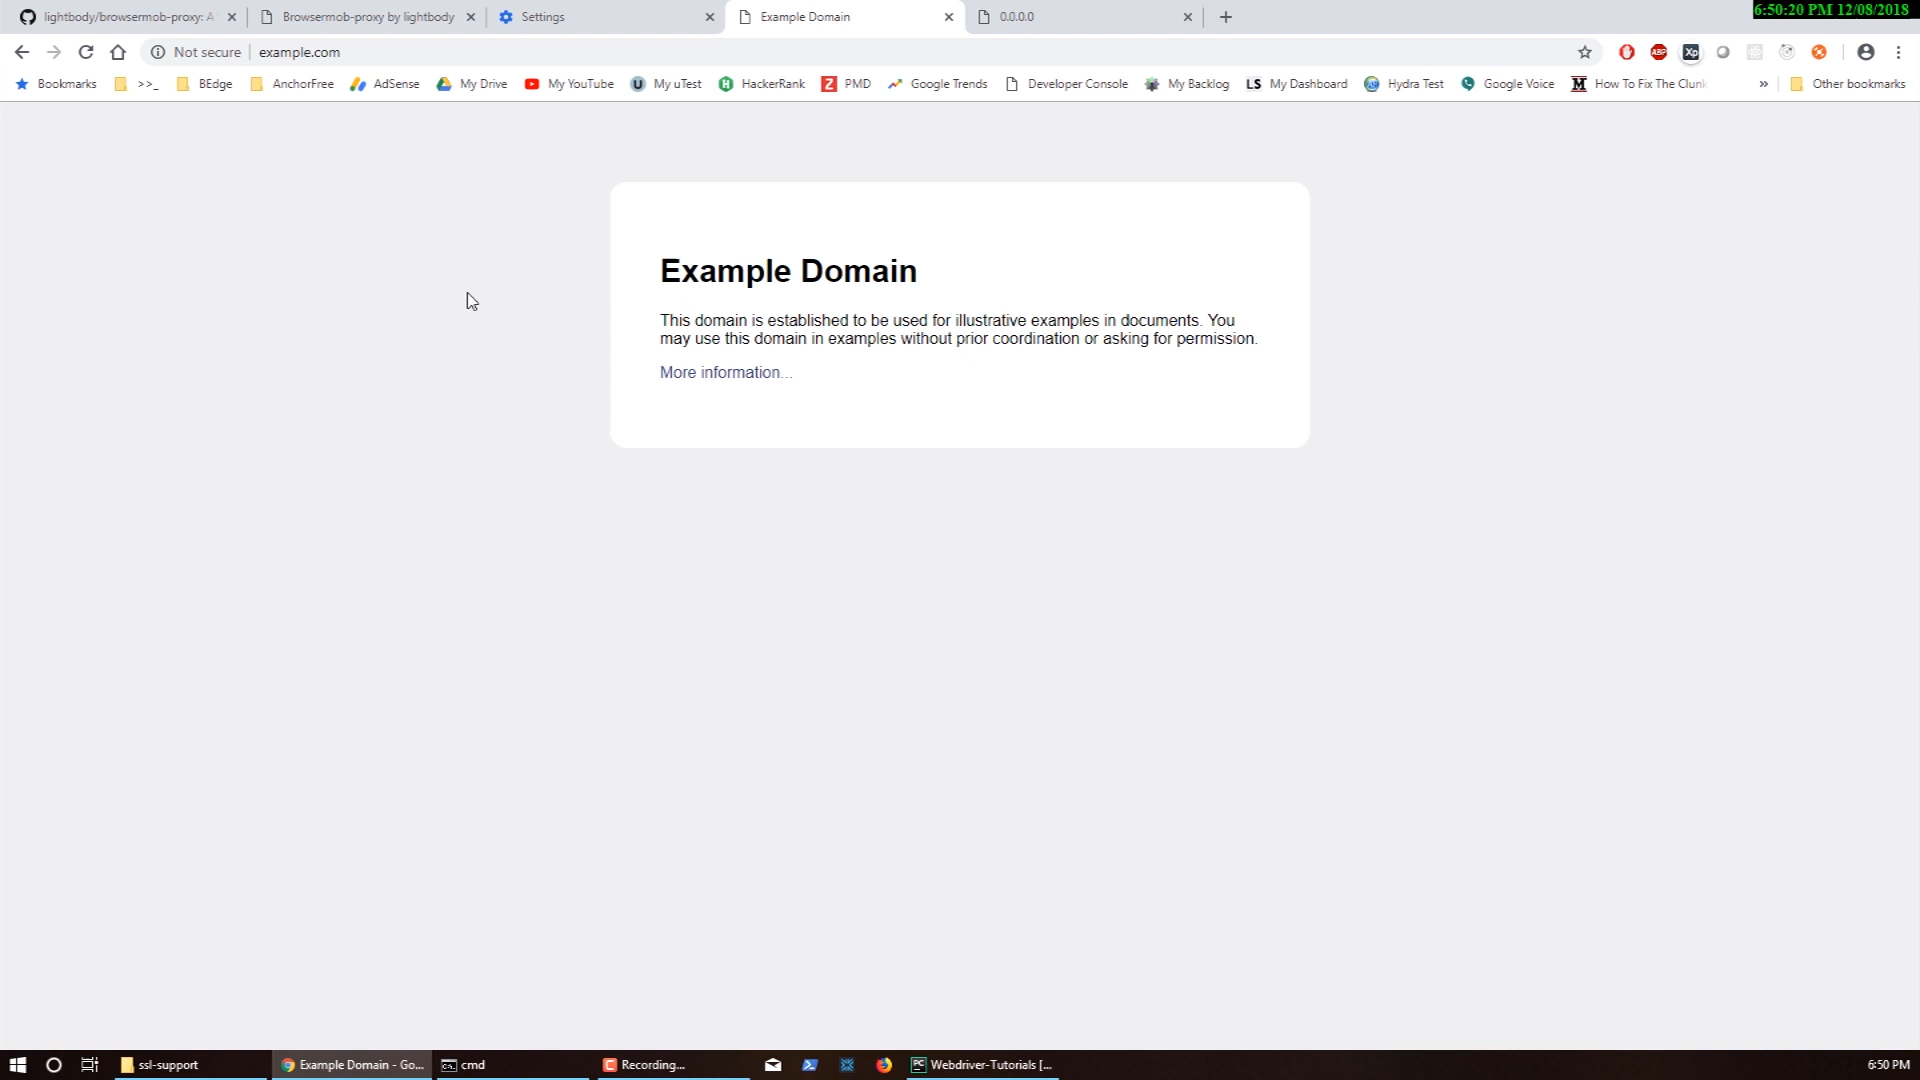 lightbody/browsermob-proxy: A
Browsermob-proxy by lightbody
Settings
Example Domain
0.0.0.0
6:50:20 PM 12/08/2018
Not secure
example.com
ABP
Xp
Bookmarks
>>_
BEdge
AnchorFree
AdSense
My Drive
My YouTube
My uTest
HackerRank
PMD
Google Trends
Developer Console
My Backlog
LS My Dashboard
Hydra Test
Google Voice
M How To Fix The Clunk
»
Other bookmarks
Example Domain
This domain is established to be used for illustrative examples in documents. You
may use this domain in examples without prior coordination or asking for permission.
More information...
ssl-support
Example Domain - Go...
cmd
Recording...
Webdriver-Tutorials [...
6:50 PM